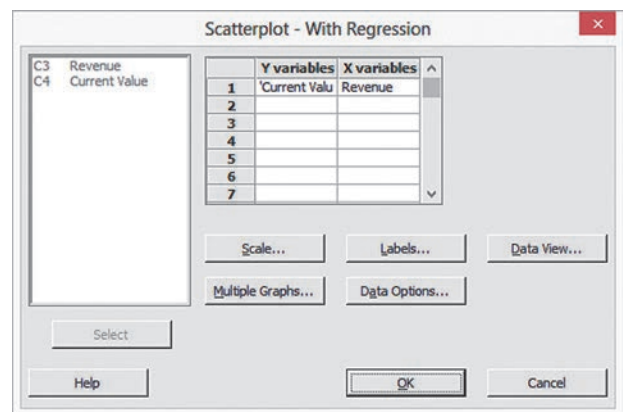 Scatterplot - With Regression
C3 Revenue
C4 Current Value
Y variables X variables
1 'Current Valu Revenue
2
3
4
5
6
7
Scale... Labels... Data View...
Multiple Graphs... Data Options...
Select
Help OK Cancel